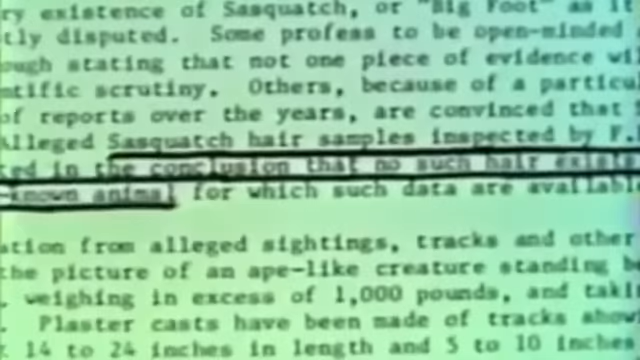 ry existence of Sasquatch, or "Big Foot" as it
tly disputed. Some profess to be open-minded
ough stating that not one piece of evidence wi
ntific scrutiny. Others, because of a particu
of reports over the years, are convinced that
lleged Sasquatch hair samples inspected by F.
ted in the conclusion that no such hair exists
-known animal for which such data are availabl
ation from alleged sightings, tracks and other
the picture of an ape-like creature standing be
, weighing in excess of 1,000 pounds, and taki
. Plaster casts have been made of tracks show
14 to 24 inches in length and 5 to 10 inches